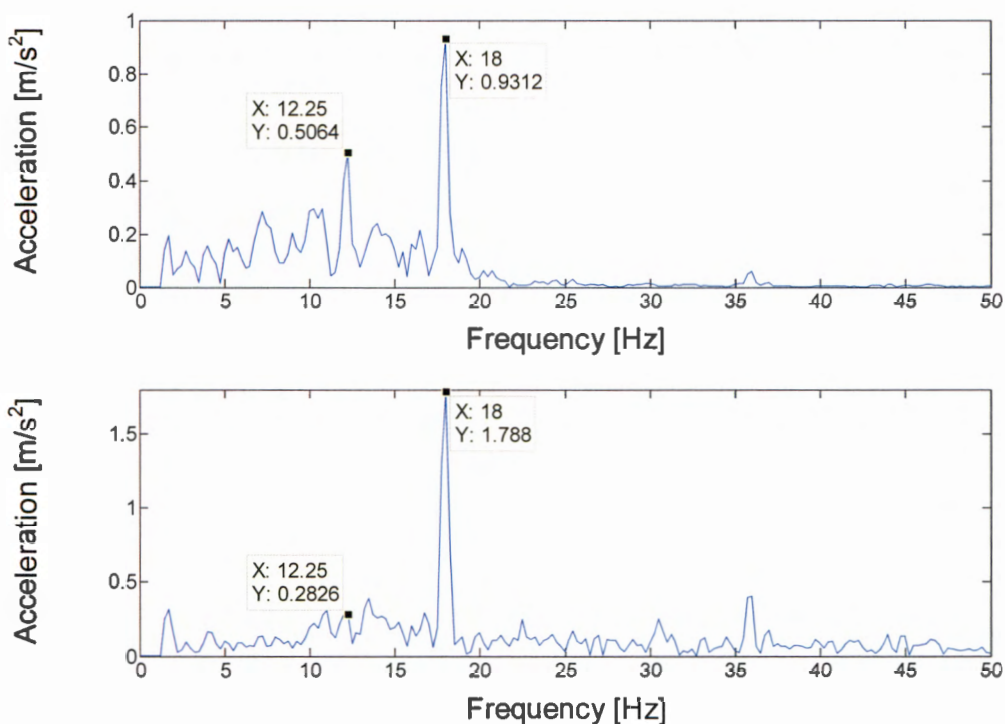 Acceleration [m/s²]
1
0.8
0.6
0.4
0.2
0
X: 18
Y: 0.9312
X: 12.25
Y: 0.5064
0 5 10 15 20 25 30 35 40 45 50
Frequency [Hz]
Acceleration [m/s²]
1.5
1
0.5
0
X: 18
Y: 1.788
X: 12.25
Y: 0.2826
0 5 10 15 20 25 30 35 40 45 50
Frequency [Hz]